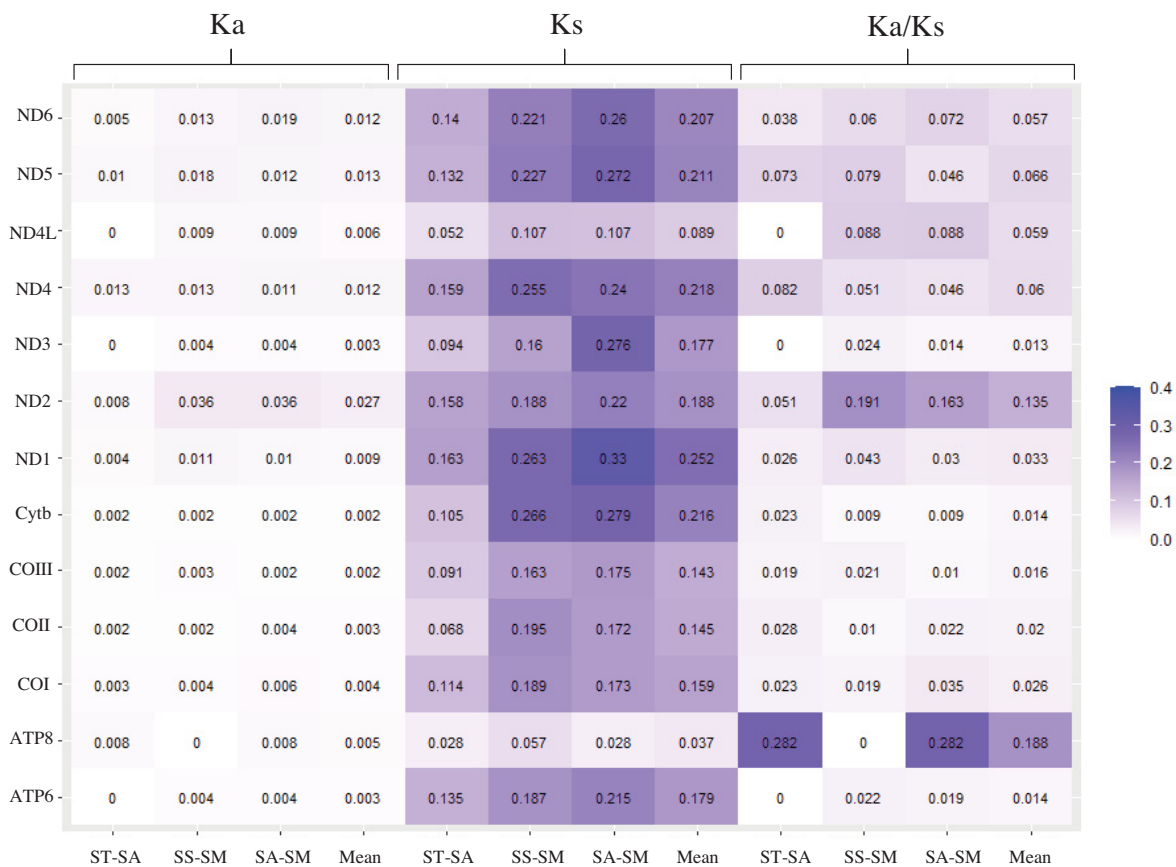 Ka Ks Ka/Ks
ND6 0.005 0.013 0.019 0.012 0.14 0.221 0.26 0.207 0.038 0.06 0.072 0.057
ND5 0.01 0.018 0.012 0.013 0.132 0.227 0.272 0.211 0.073 0.079 0.046 0.066
ND4L 0 0.009 0.009 0.006 0.052 0.107 0.107 0.089 0 0.088 0.088 0.059
ND4 0.013 0.013 0.011 0.012 0.159 0.255 0.24 0.218 0.082 0.051 0.046 0.06
ND3 0 0.004 0.004 0.003 0.094 0.16 0.276 0.177 0 0.024 0.014 0.013
ND2 0.008 0.036 0.036 0.027 0.158 0.188 0.22 0.188 0.051 0.191 0.163 0.135
ND1 0.004 0.011 0.01 0.009 0.163 0.263 0.33 0.252 0.026 0.043 0.03 0.033
Cytb 0.002 0.002 0.002 0.002 0.105 0.266 0.279 0.216 0.023 0.009 0.009 0.014
COIII 0.002 0.003 0.002 0.002 0.091 0.163 0.175 0.143 0.019 0.021 0.01 0.016
COII 0.002 0.002 0.004 0.003 0.068 0.195 0.172 0.145 0.028 0.01 0.022 0.02
COI 0.003 0.004 0.006 0.004 0.114 0.189 0.173 0.159 0.023 0.019 0.035 0.026
ATP8 0.008 0 0.008 0.005 0.028 0.057 0.028 0.037 0.282 0 0.282 0.188
ATP6 0 0.004 0.004 0.003 0.135 0.187 0.215 0.179 0 0.022 0.019 0.014
ST-SA SS-SM SA-SM Mean ST-SA SS-SM SA-SM Mean ST-SA SS-SM SA-SM Mean
0.4
0.3
0.2
0.1
0.0